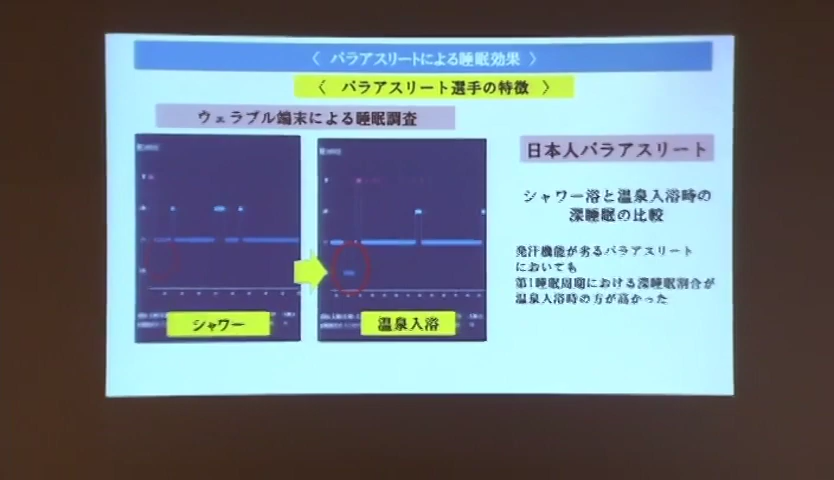 〈 パラアスリートによる睡眠効果 〉
〈 パラアスリート選手の特徴 〉
ウェラブル端末による睡眠調査
日本人パラアスリート
シャワー浴と温泉入浴時の
深睡眠の比較
発汗機能が劣るパラアスリート
においても
第1睡眠周期における深睡眠割合が
温泉入浴時の方が高かった
シャワー
温泉入浴